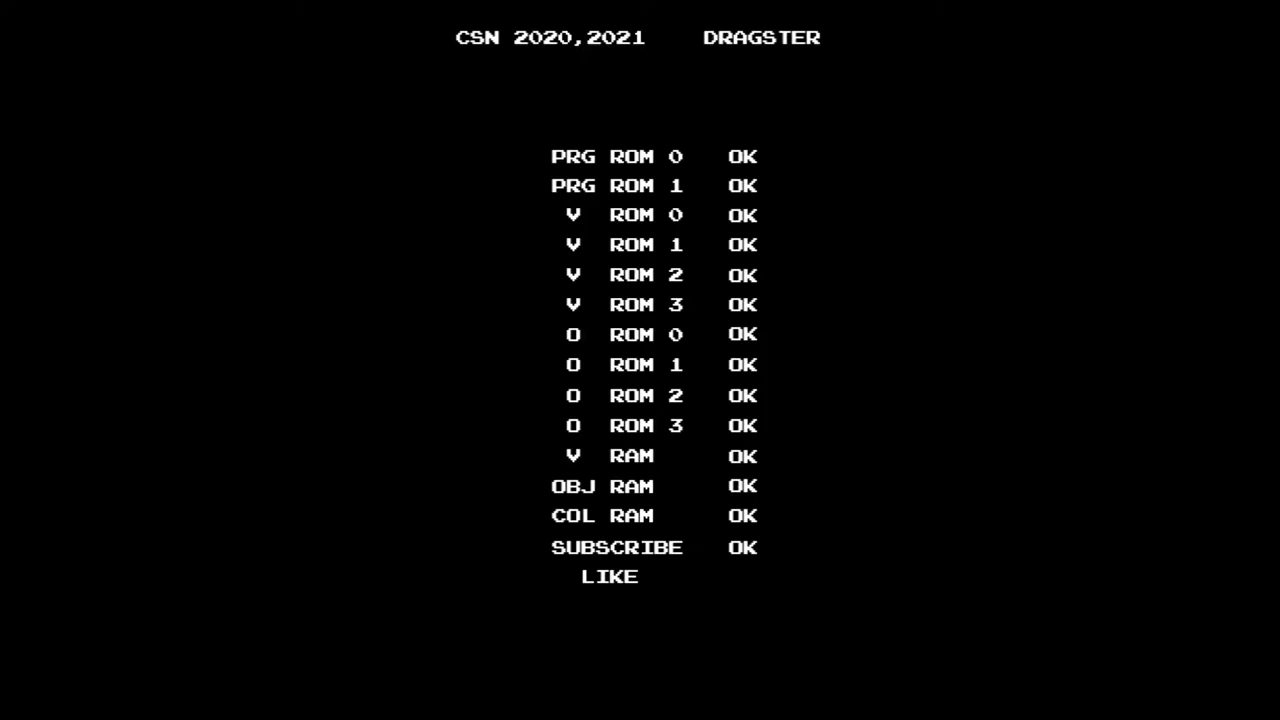 CSN 2020,2021 DRAGSTER
PRG ROM 0 OK
PRG ROM 1 OK
V ROM 0 OK
V ROM 1 OK
V ROM 2 OK
V ROM 3 OK
O ROM 0 OK
O ROM 1 OK
O ROM 2 OK
O ROM 3 OK
V RAM OK
OBJ RAM OK
COL RAM OK
SUBSCRIBE OK
LIKE